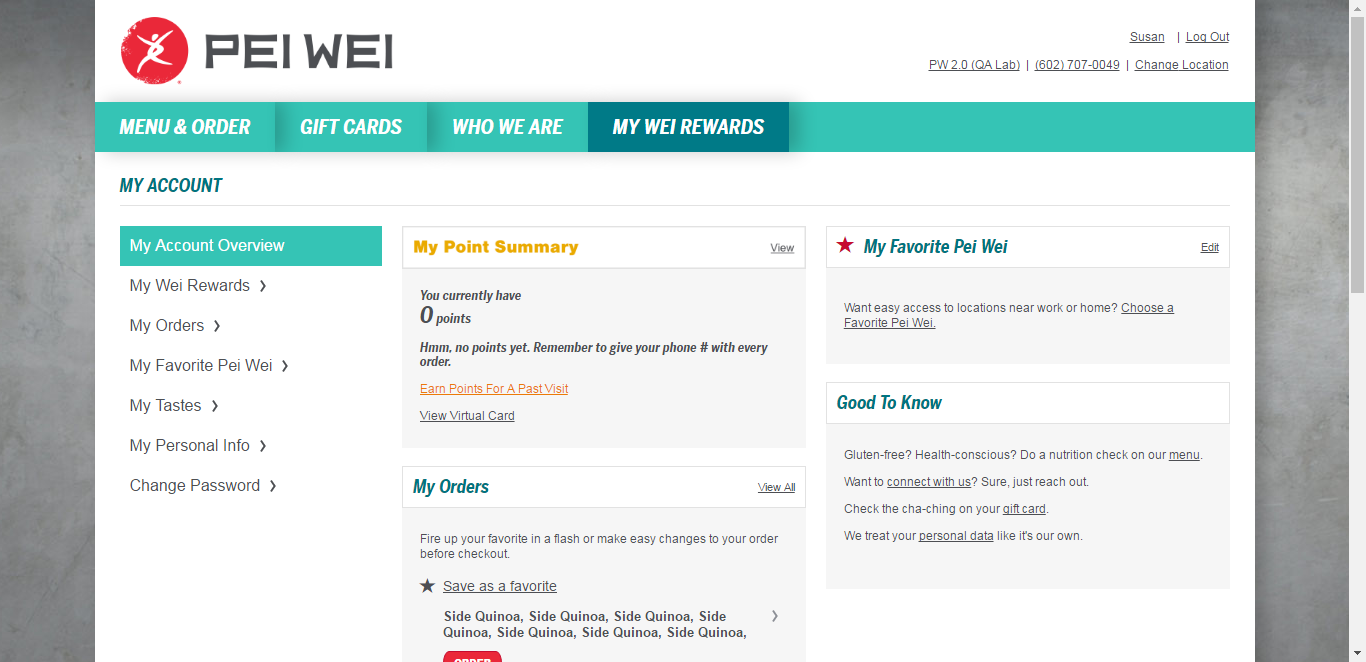 PEI WEI
Susan | Log Out
PW 2.0 (QA Lab) | (602) 707-0049 | Change Location
MENU & ORDER GIFT CARDS WHO WE ARE MY WEI REWARDS
MY ACCOUNT
My Account Overview
My Wei Rewards
My Orders
My Favorite Pei Wei
My Tastes
My Personal Info
Change Password
My Point Summary View
You currently have
0 points
Hmm, no points yet. Remember to give your phone # with every
order.
Earn Points For A Past Visit
View Virtual Card
My Orders View All
Fire up your favorite in a flash or make easy changes to your order
before checkout.
Save as a favorite
Side Quinoa, Side Quinoa, Side Quinoa, Side
Quinoa, Side Quinoa, Side Quinoa, Side Quinoa,
ORDER
My Favorite Pei Wei Edit
Want easy access to locations near work or home? Choose a
Favorite Pei Wei.
Good To Know
Gluten-free? Health-conscious? Do a nutrition check on our menu.
Want to connect with us? Sure, just reach out.
Check the cha-ching on your gift card.
We treat your personal data like it's our own.